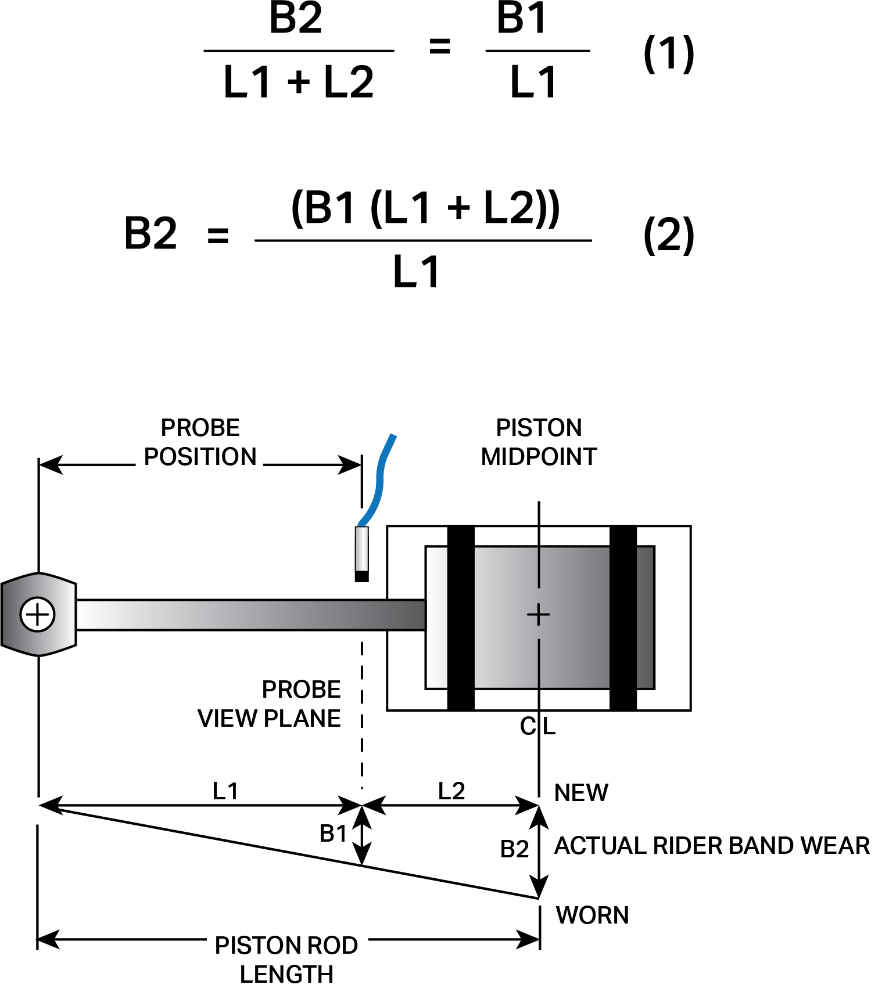 B2
L1 + L2
=
B1
L1
(1)
B2 =
(B1 (L1 + L2))
L1
(2)
PROBE
POSITION
PISTON
MIDPOINT
PROBE
VIEW PLANE
C L
L1
L2
NEW
B1
B2
ACTUAL RIDER BAND WEAR
WORN
PISTON ROD
LENGTH